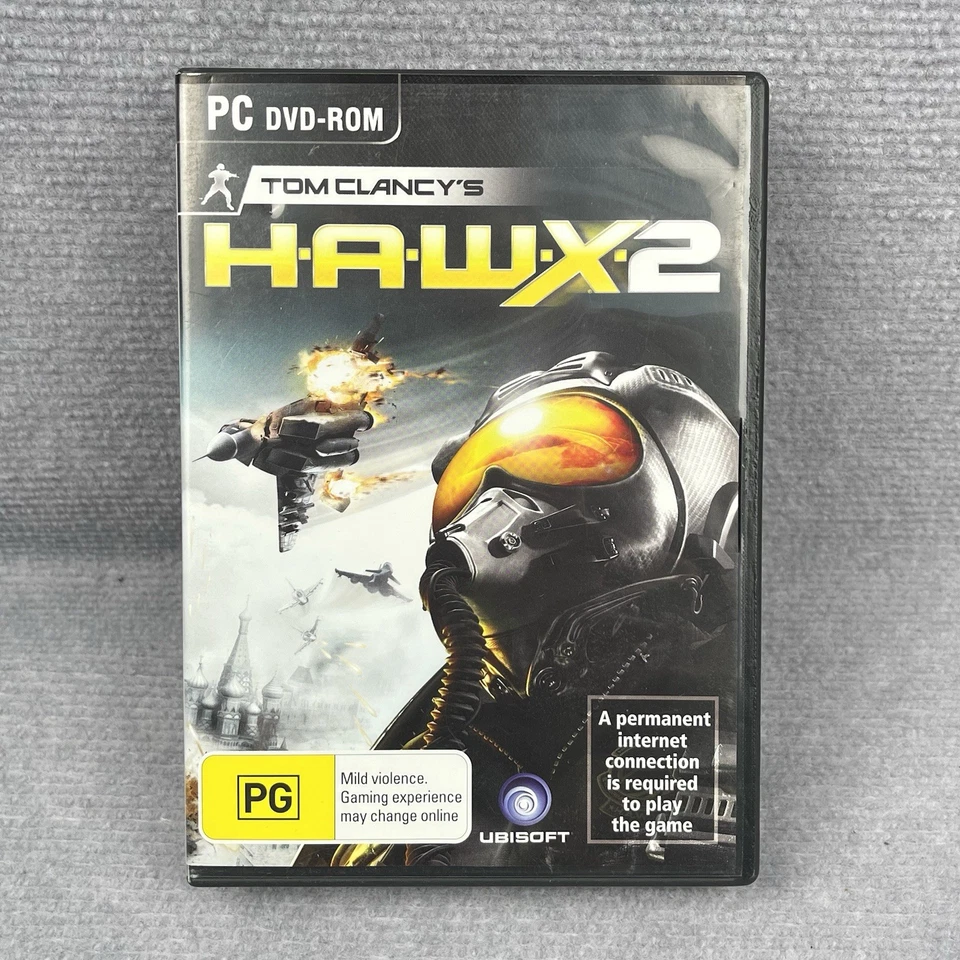 PC DVD-ROM
TOM CLANCY'S
H·A·W·X·2
PG
Mild violence.
Gaming experience
may change online
UBISOFT
A permanent
internet
connection
is required
to play
the game